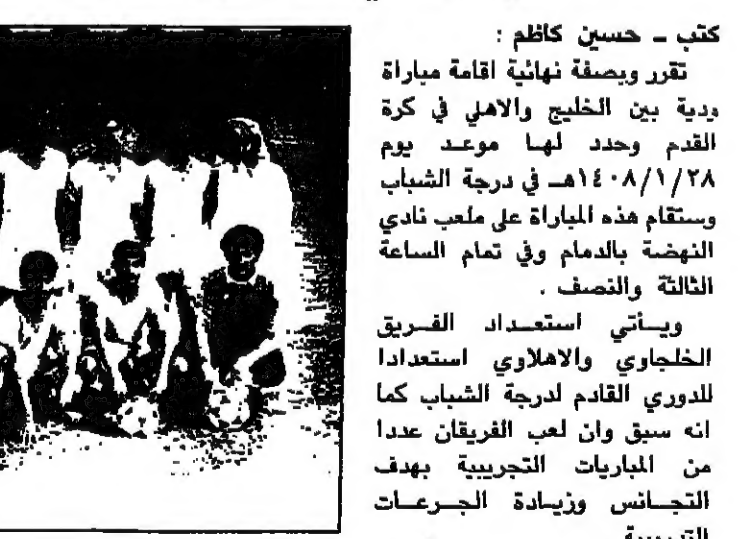 كتب ـ حسين كاظم :
تقرر وبصفة نهائية اقامة مباراة
ودية بين الخليج والاهلي في كرة
القدم وحدد لها موعد يوم
١٤٠٨/١/٢٨هـ في درجة الشباب
وستقام هذه المباراة على ملعب نادي
النهضة بالدمام وفي تمام الساعة
الثالثة والنصف .
ويأتي استعداد الفريق
الخلجاوي والاهلاوي استعدادا
للدوري القادم لدرجة الشباب كما
انه سبق وان لعب الفريقان عددا
من المباريات التجريبية بهدف
التجانس وزيادة الجرعات